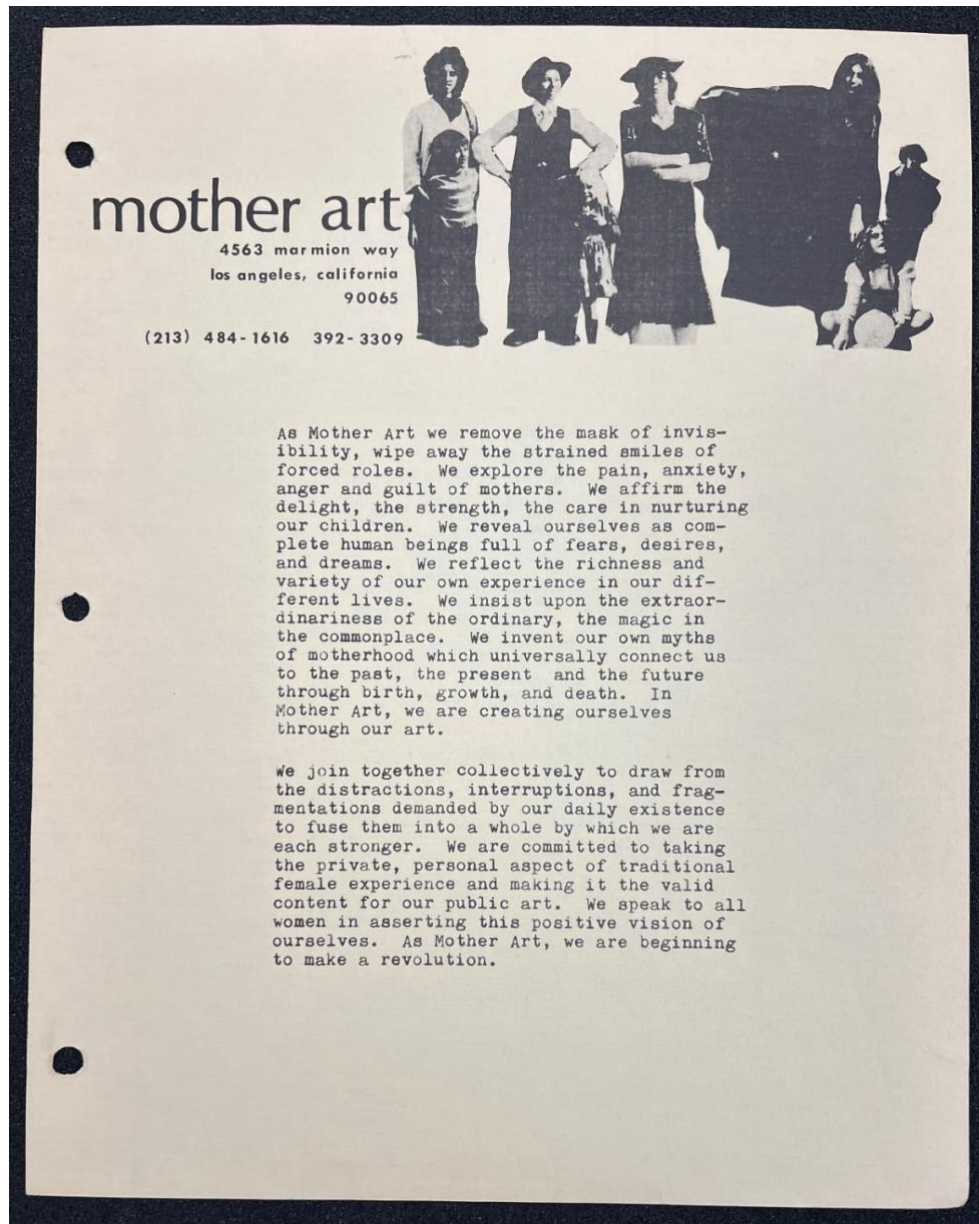 mother art
4563 marmion way
los angeles, california
90065
(213) 484-1616 392-3309
As Mother Art we remove the mask of invis-
ibility, wipe away the strained smiles of
forced roles. We explore the pain, anxiety,
anger and guilt of mothers. We affirm the
delight, the strength, the care in nurturing
our children. We reveal ourselves as com-
plete human beings full of fears, desires,
and dreams. We reflect the richness and
variety of our own experience in our dif-
ferent lives. We insist upon the extraor-
dinariness of the ordinary, the magic in
the commonplace. We invent our own myths
of motherhood which universally connect us
to the past, the present and the future
through birth, growth, and death. In
Mother Art, we are creating ourselves
through our art.
We join together collectively to draw from
the distractions, interruptions, and frag-
mentations demanded by our daily existence
to fuse them into a whole by which we are
each stronger. We are committed to taking
the private, personal aspect of traditional
female experience and making it the valid
content for our public art. We speak to all
women in asserting this positive vision of
ourselves. As Mother Art, we are beginning
to make a revolution.